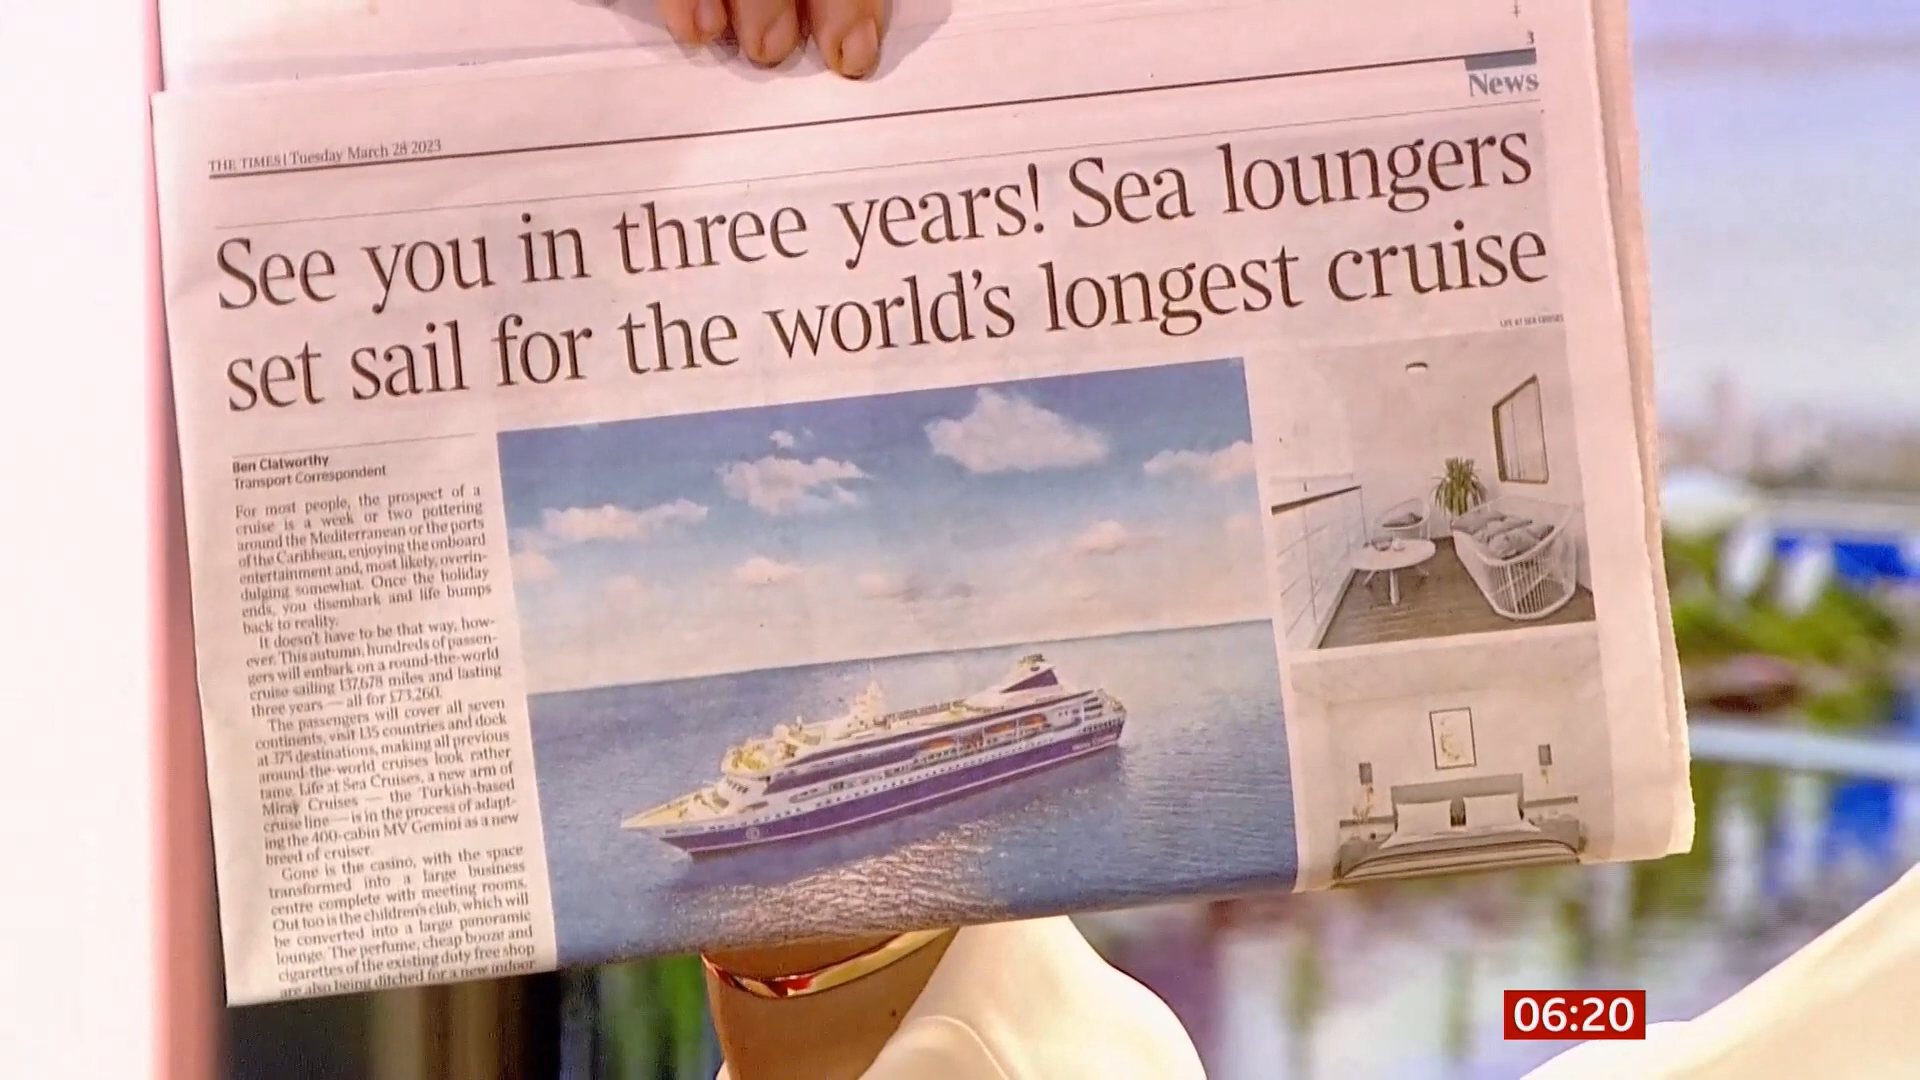 3
News
THE TIMES | Tuesday March 28 2023
See you in three years! Sea loungers
set sail for the world's longest cruise
LIFE AT SEA CRUISES
Ben Clatworthy
Transport Correspondent
For most people, the prospect of a
cruise is a week or two pottering
around the Mediterranean or the ports
of the Caribbean, enjoying the onboard
entertainment and, most likely, overin-
dulging somewhat. Once the holiday
ends, you disembark and life bumps
back to reality.
It doesn't have to be that way, how-
ever. This autumn, hundreds of passen-
gers will embark on a round-the-world
cruise sailing 137,678 miles and lasting
three years — all for £73,260.
The passengers will cover all seven
continents, visit 135 countries and dock
at 375 destinations, making all previous
around-the-world cruises look rather
tame. Life at Sea Cruises, a new arm of
Miray Cruises — the Turkish-based
cruise line — is in the process of adapt-
ing the 400-cabin MV Gemini as a new
breed of cruiser.
Gone is the casino, with the space
transformed into a large business
centre complete with meeting rooms.
Out too is the children's club, which will
be converted into a large panoramic
lounge. The perfume, cheap booze and
cigarettes of the existing duty free shop
are also being ditched for a new indoor
06:20